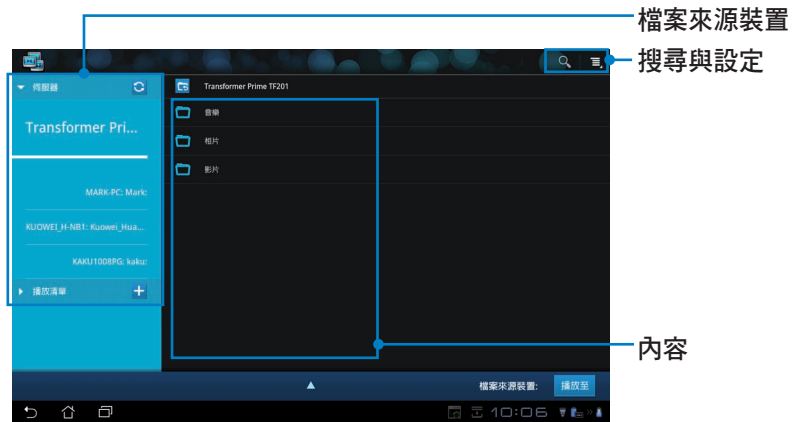 檔案來源裝置
搜尋與設定
伺服器
Transformer Prime TF201
音樂
Transformer Pri...
相片
影片
MARK-PC: Mark:
KUOWEI_H-NB1: Kuowei_Hua...
KAKU1008PG: kaku:
播放清單
內容
檔案來源裝置:
播放至
10:06